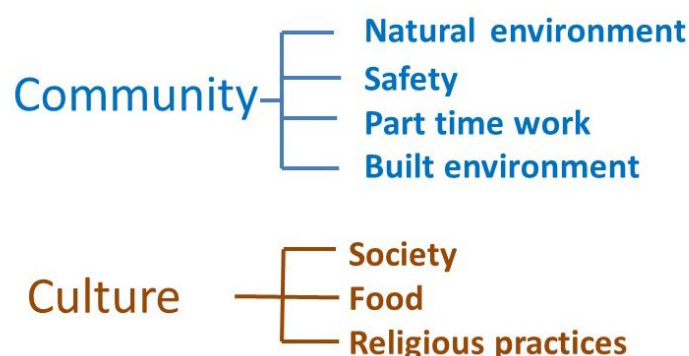 Community
Natural environment
Safety
Part time work
Built environment
Culture
Society
Food
Religious practices